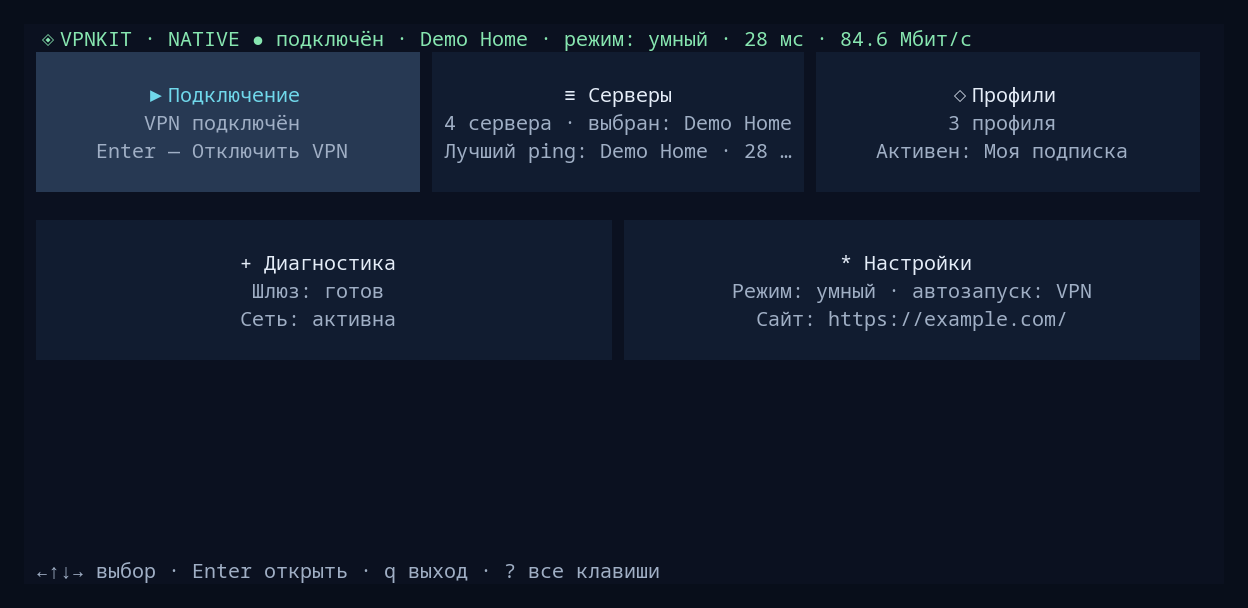 ◈ VPNKIT · NATIVE ● подключён · Demo Home · режим: умный · 28 мс · 84.6 Мбит/с
▶ Подключение
VPN подключён
Enter — Отключить VPN
≡ Серверы
4 сервера · выбран: Demo Home
Лучший ping: Demo Home · 28 …
◇ Профили
3 профиля
Активен: Моя подписка
+ Диагностика
Шлюз: готов
Сеть: активна
* Настройки
Режим: умный · автозапуск: VPN
Сайт: https://example.com/
←↑↓→ выбор · Enter открыть · q выход · ? все клавиши